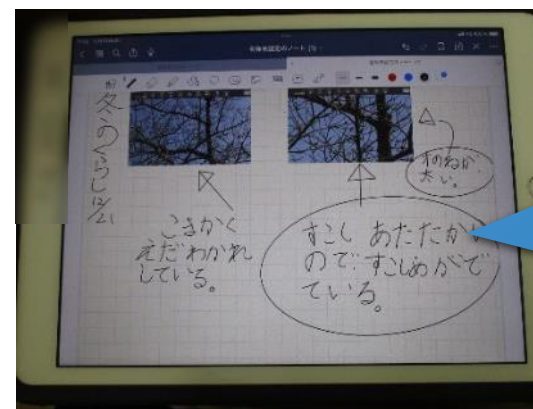 冬のくらし 12/21
こまかく
えだわかれ
している。
木のねが、
太い。
すこし あたたかい
ので、すこしめがで
ている。